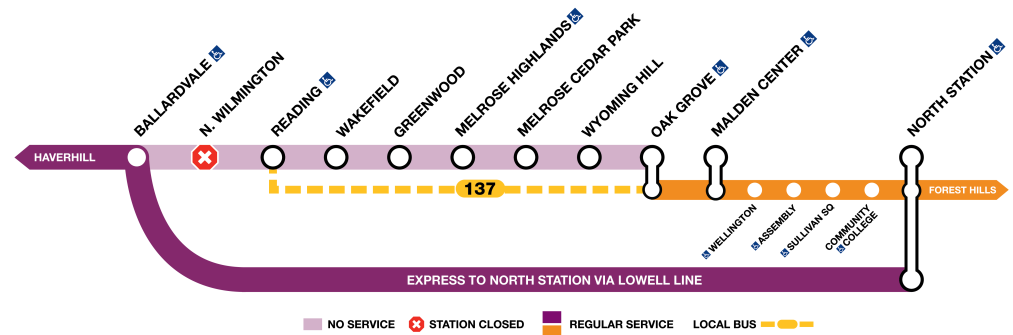 BALLARDVALE
N. WILMINGTON
READING
WAKEFIELD
GREENWOOD
MELROSE HIGHLANDS
MELROSE CEDAR PARK
WYOMING HILL
OAK GROVE
MALDEN CENTER
NORTH STATION
HAVERHILL
137
FOREST HILLS
WELLINGTON
ASSEMBLY
SULLIVAN SQ
COMMUNITY
COLLEGE
EXPRESS TO NORTH STATION VIA LOWELL LINE
NO SERVICE
STATION CLOSED
REGULAR SERVICE
LOCAL BUS